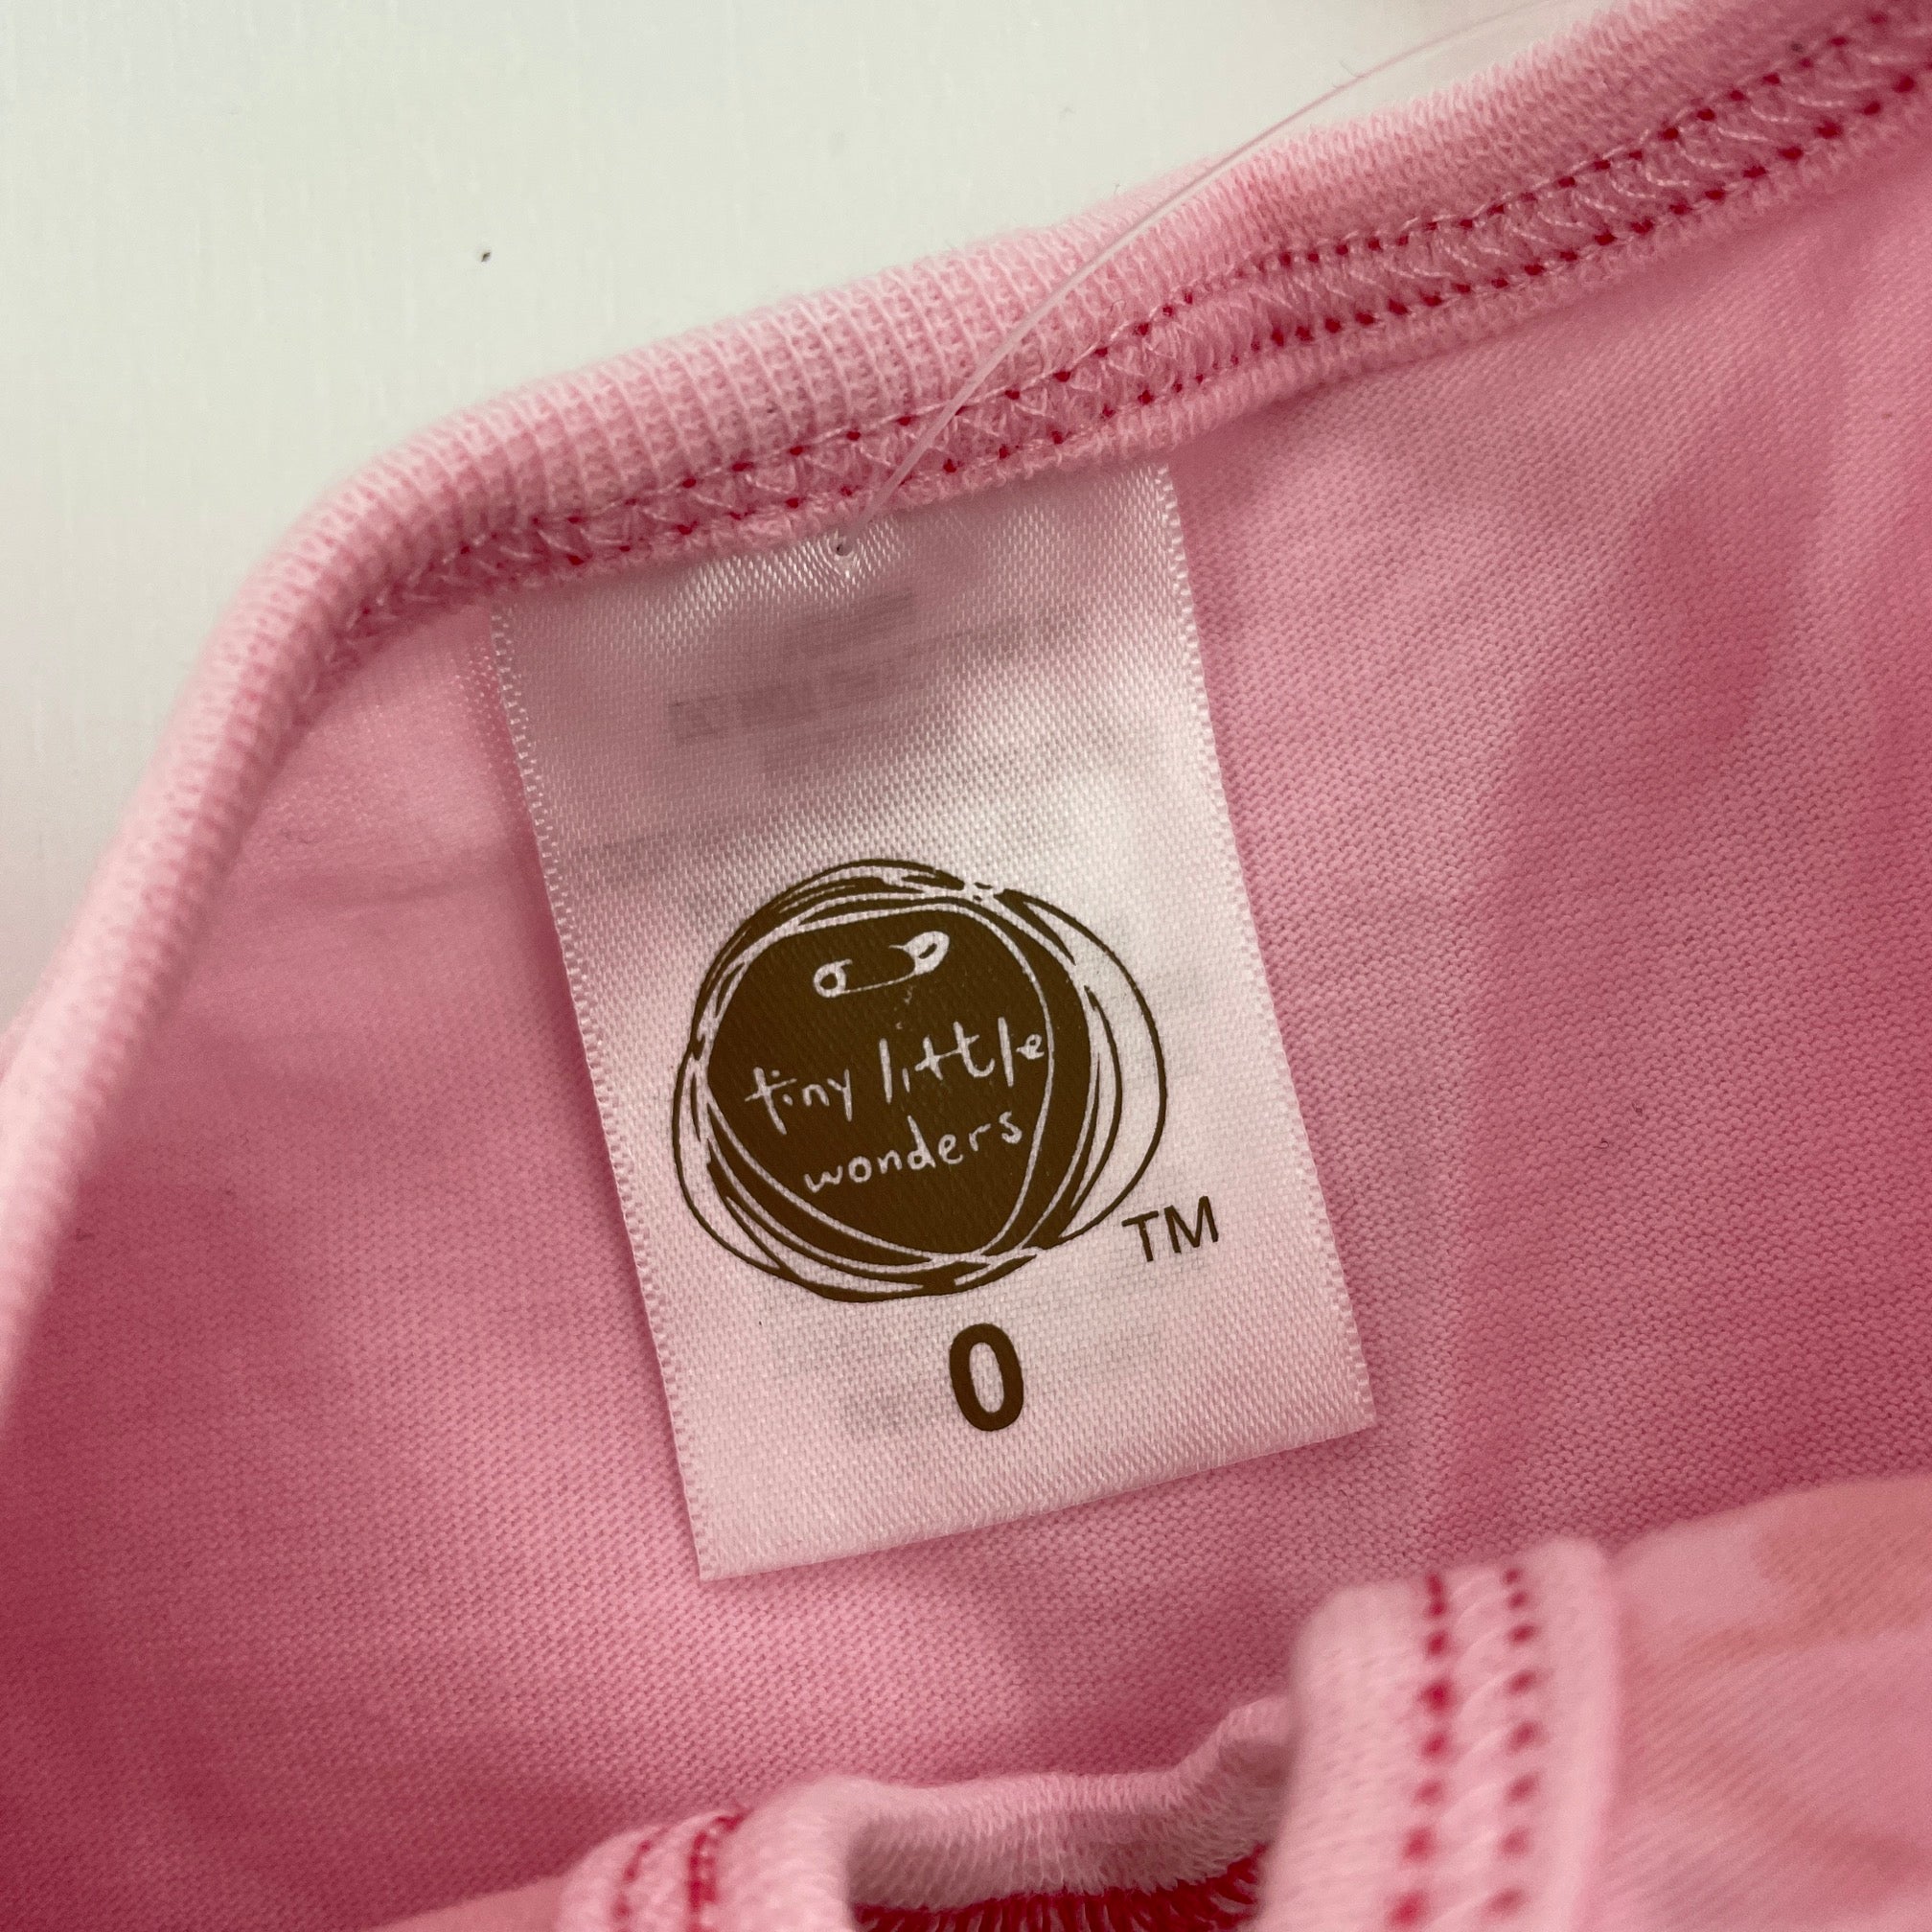 tiny little
wonders
TM
0